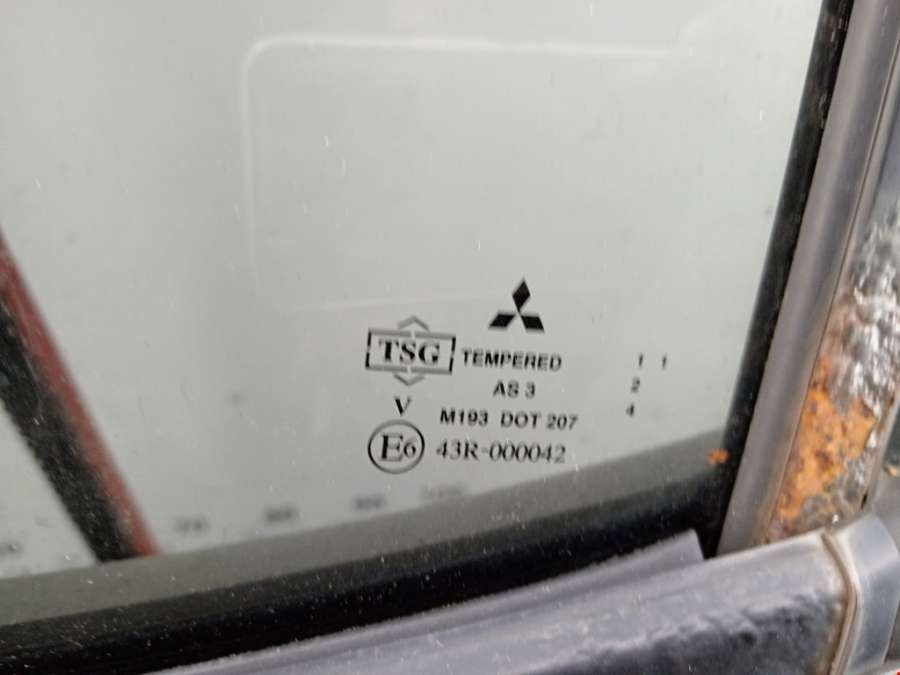 TSG TEMPERED 1 1
AS 3 2
V M193 DOT 207 4
E6 43R-000042